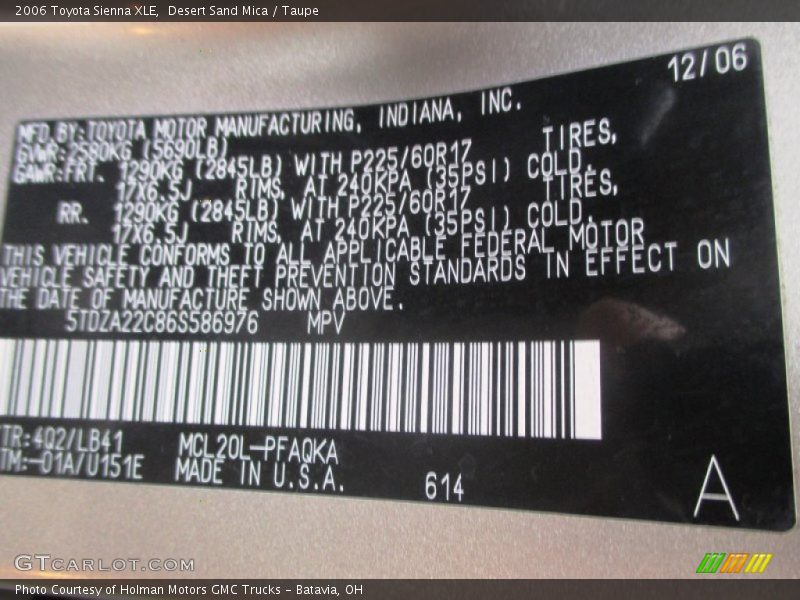 2006 Toyota Sienna XLE,  Desert Sand Mica / Taupe
12/06
MFD BY: TOYOTA MOTOR MANUFACTURING, INDIANA, INC.
GVWR: 2580KG (5690LB)
GAWR: FRT. 1290KG (2845LB) WITH P225/60R17 TIRES,
17X6.5J RIMS, AT 240KPA (35PSI) COLD.
RR. 1290KG (2845LB) WITH P225/60R17 TIRES,
17X6.5J RIMS, AT 240KPA (35PSI) COLD.
THIS VEHICLE CONFORMS TO ALL APPLICABLE FEDERAL MOTOR
VEHICLE SAFETY AND THEFT PREVENTION STANDARDS IN EFFECT ON
THE DATE OF MANUFACTURE SHOWN ABOVE.
5TDZA22C86S586976 MPV
TR: 4Q2/LB41 MCL20L-PFAQKA
TM:-01A/U151E MADE IN U.S.A.
614
A
GTCARLOT.COM
Photo Courtesy of Holman Motors GMC Trucks - Batavia, OH